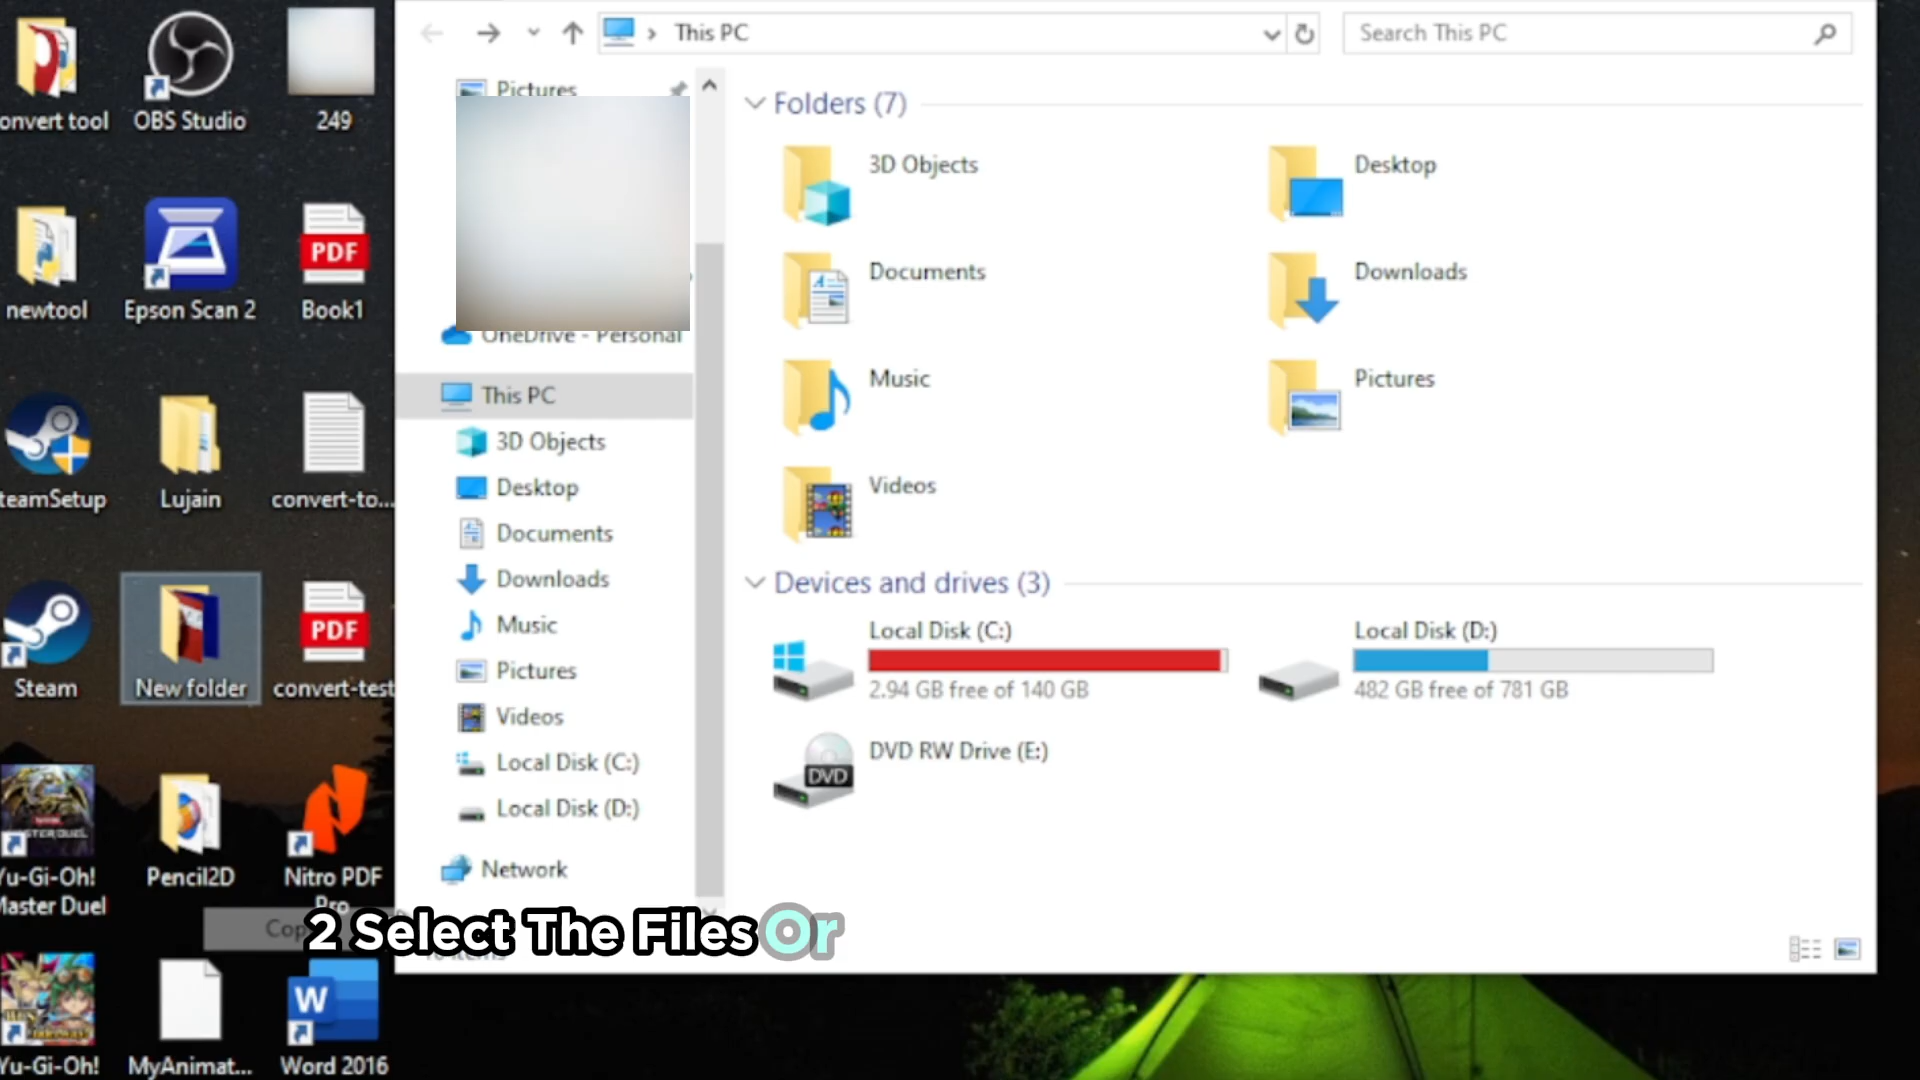 This PC
Search This PC
onvert tool
OBS Studio
249
Pictures
Folders (7)
3D Objects
Desktop
newtool
Epson Scan 2
PDF
Book1
Documents
Downloads
OneDrive - Personal
This PC
Music
Pictures
3D Objects
Desktop
Videos
teamSetup
Lujain
convert-to...
Documents
Downloads
Devices and drives (3)
Music
Local Disk (C:)
2.94 GB free of 140 GB
Local Disk (D:)
482 GB free of 781 GB
Steam
New folder
PDF
convert-test
Pictures
Videos
DVD RW Drive (E:)
DVD
Local Disk (C:)
Local Disk (D:)
Yu-Gi-Oh!
Master Duel
Pencil2D
Nitro PDF
Pro
Network
Cop
2 Select The Files Or
Yu-Gi-Oh!
MyAnimat...
W
Word 2016